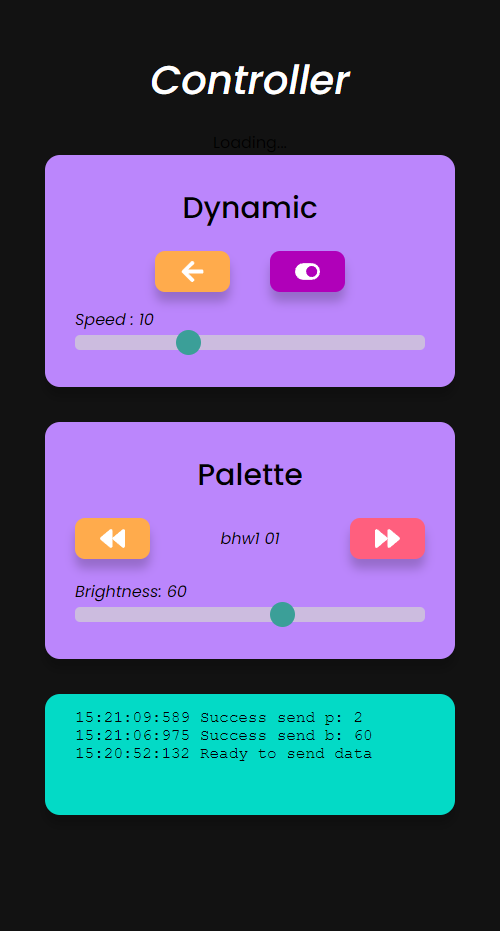 Controller
Loading...
Dynamic
Speed : 10
Palette
bhw1 01
Brightness: 60
15:21:09:589 Success send p: 2
15:21:06:975 Success send b: 60
15:20:52:132 Ready to send data